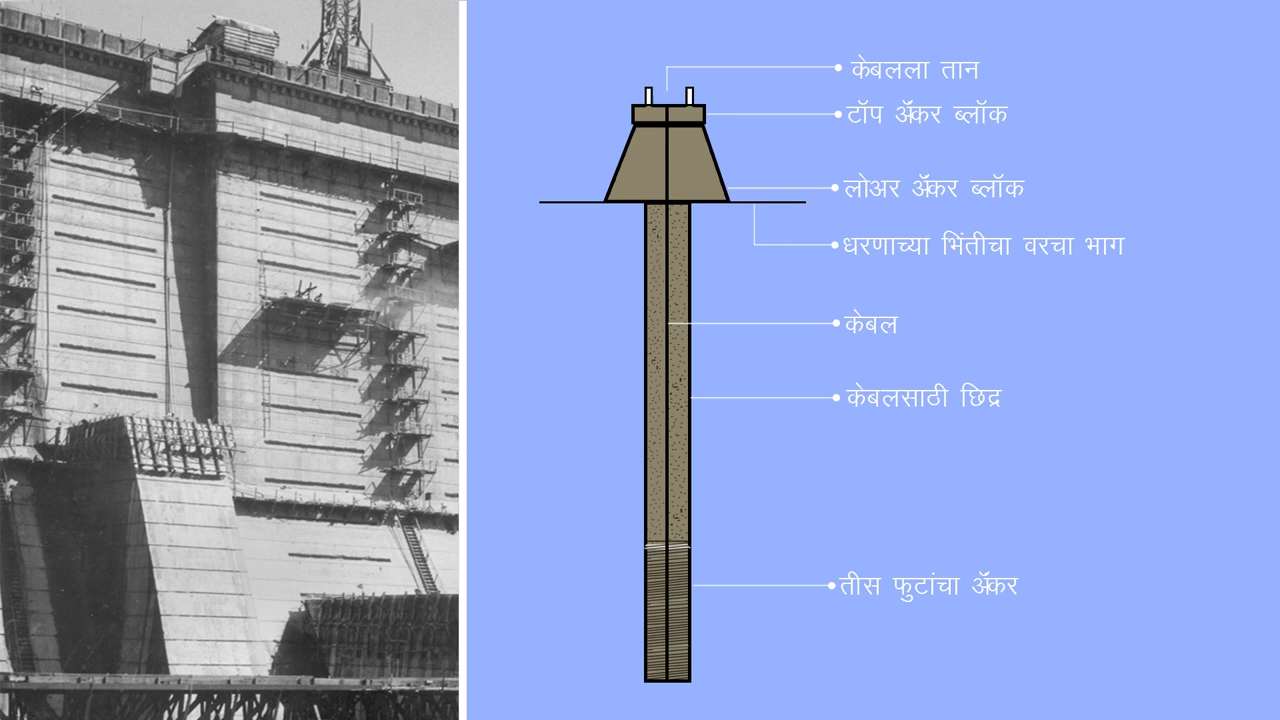 केबलला तान
टॉप ॲंकर ब्लॉक
लोअर ॲंकर ब्लॉक
धरणाच्या भिंतीचा वरचा भाग
केबल
केबलसाठी छिद्र
तीस फुटांचा ॲंकर